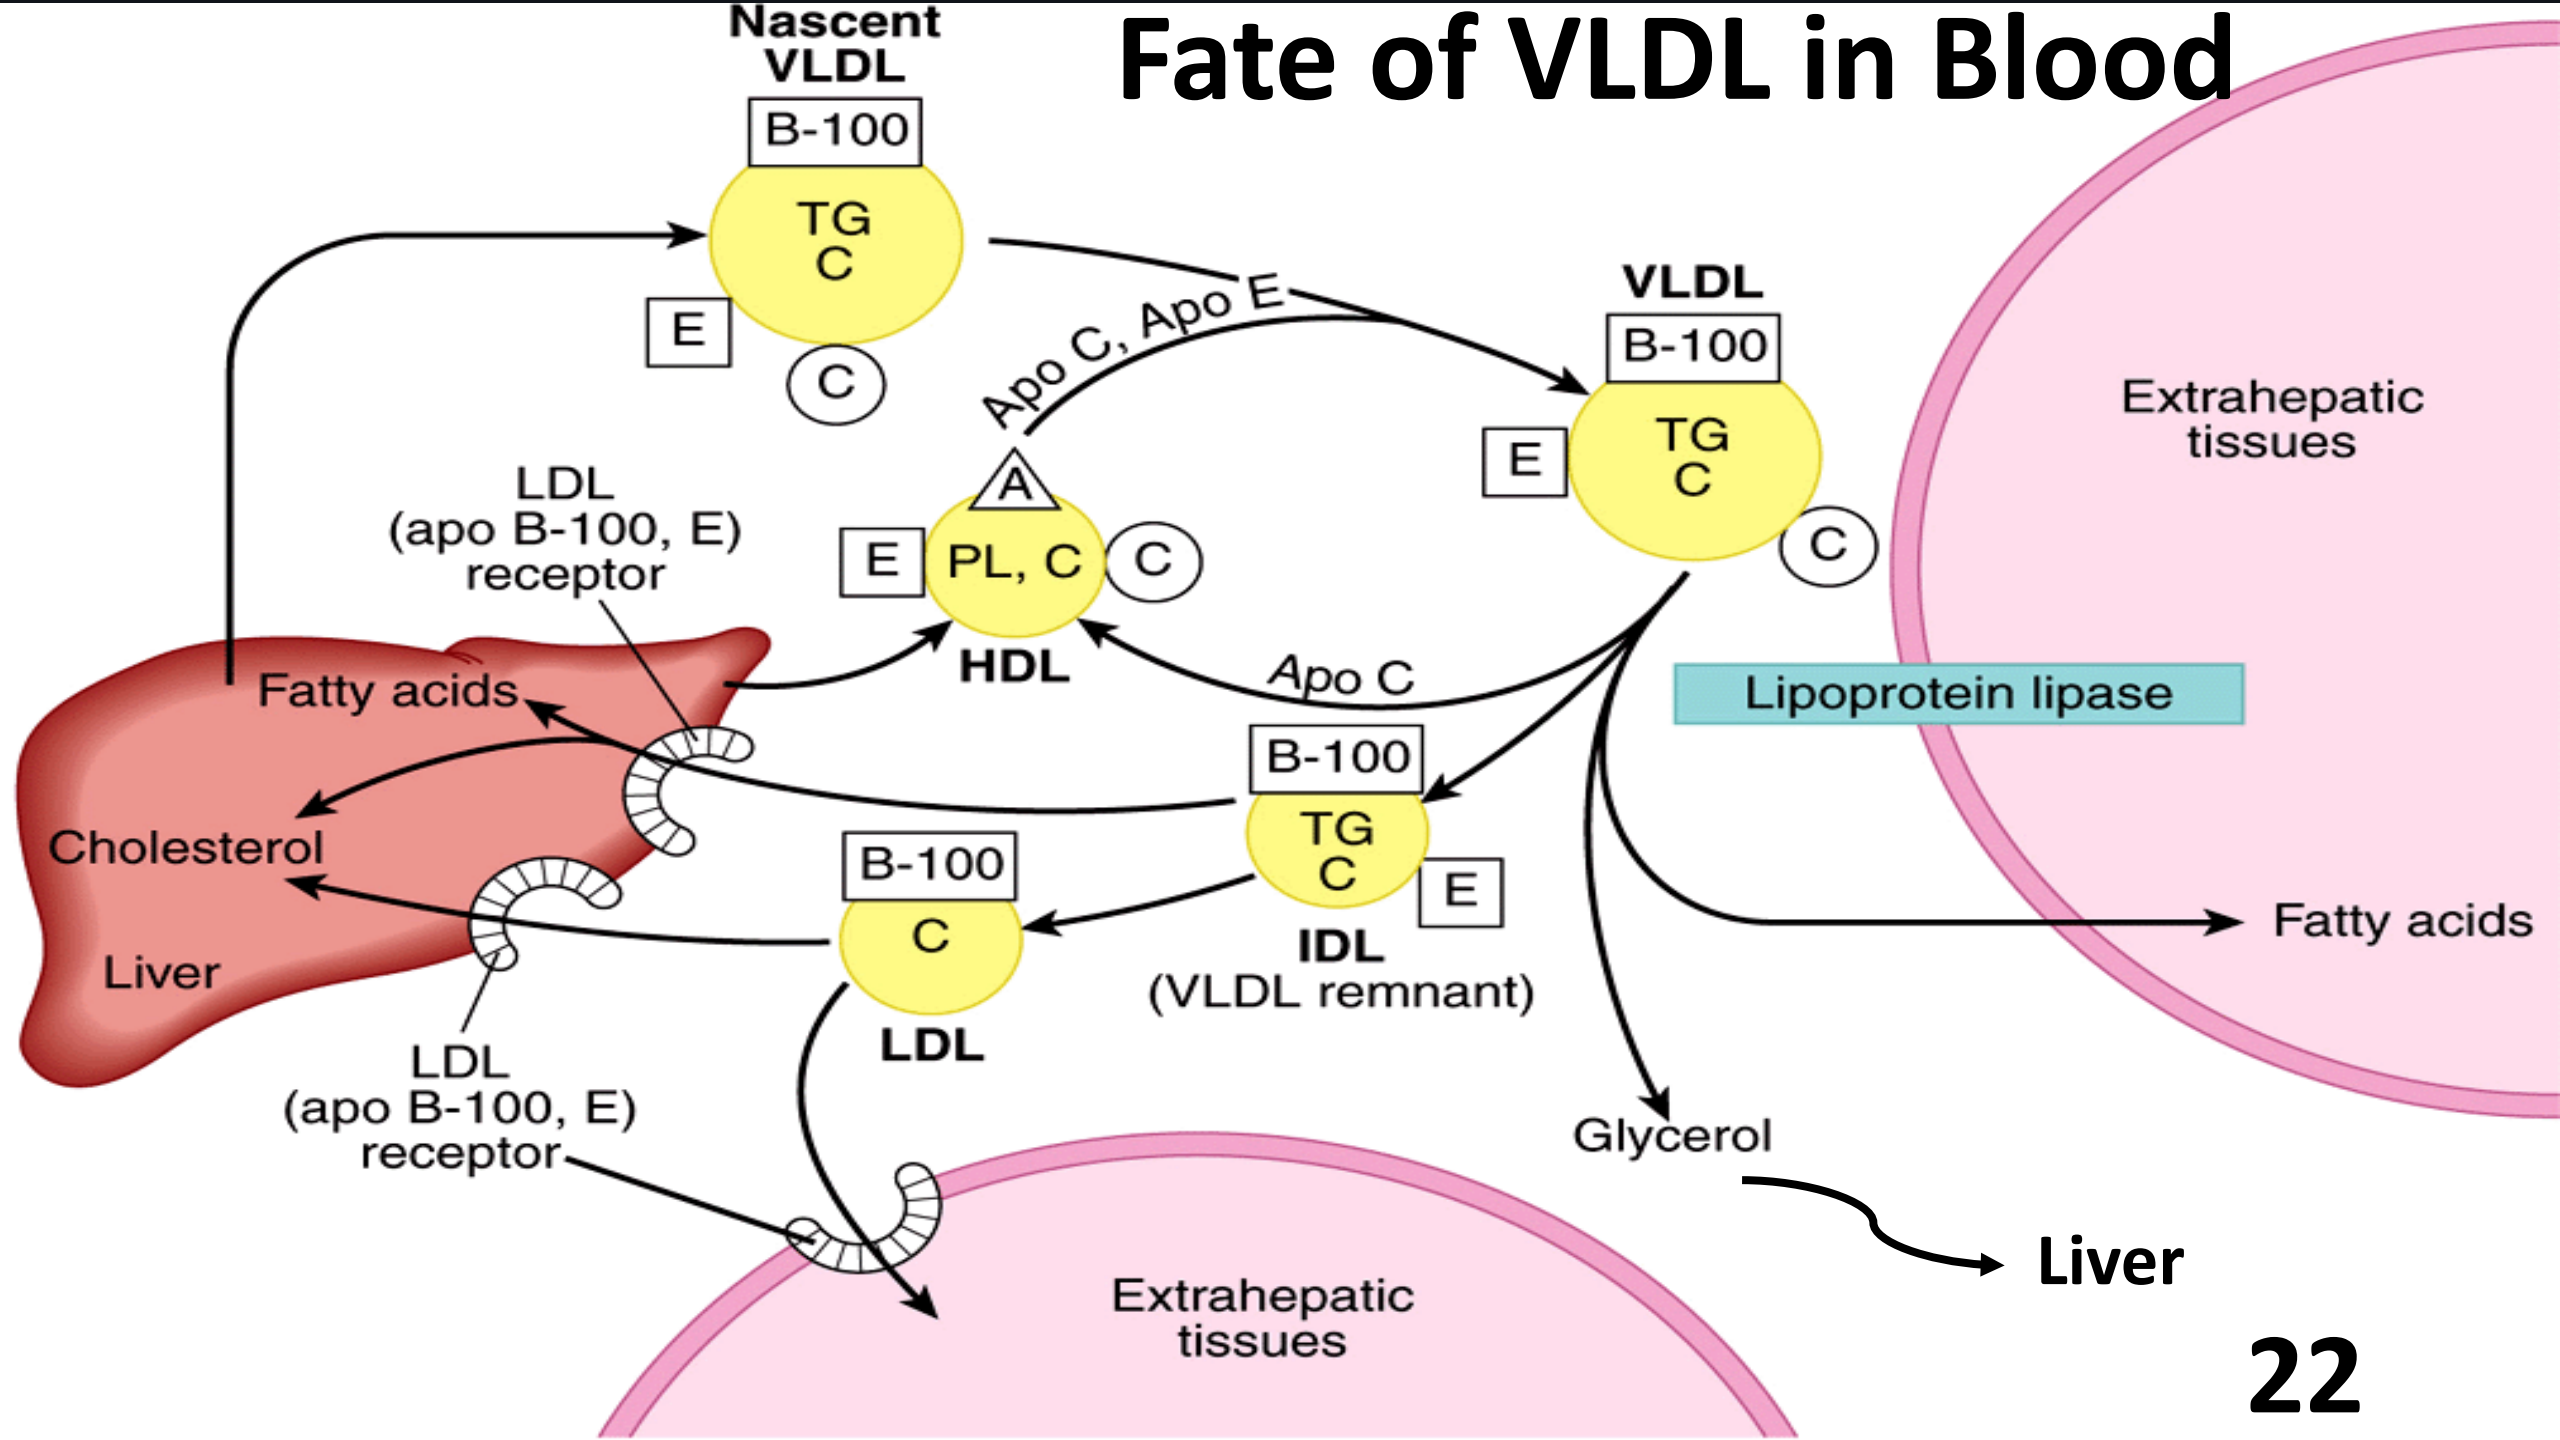 Fate of VLDL in Blood
Nascent
VLDL
B-100
TG
C
E
C
Apo C, Apo E
VLDL
B-100
TG
C
E
C
Extrahepatic
tissues
LDL
(apo B-100, E)
receptor
A
E
PL, C
C
HDL
Apo C
Lipoprotein lipase
Fatty acids
Cholesterol
Liver
B-100
TG
C
E
IDL
(VLDL remnant)
B-100
C
LDL
Fatty acids
LDL
(apo B-100, E)
receptor
Glycerol
Liver
Extrahepatic
tissues
22